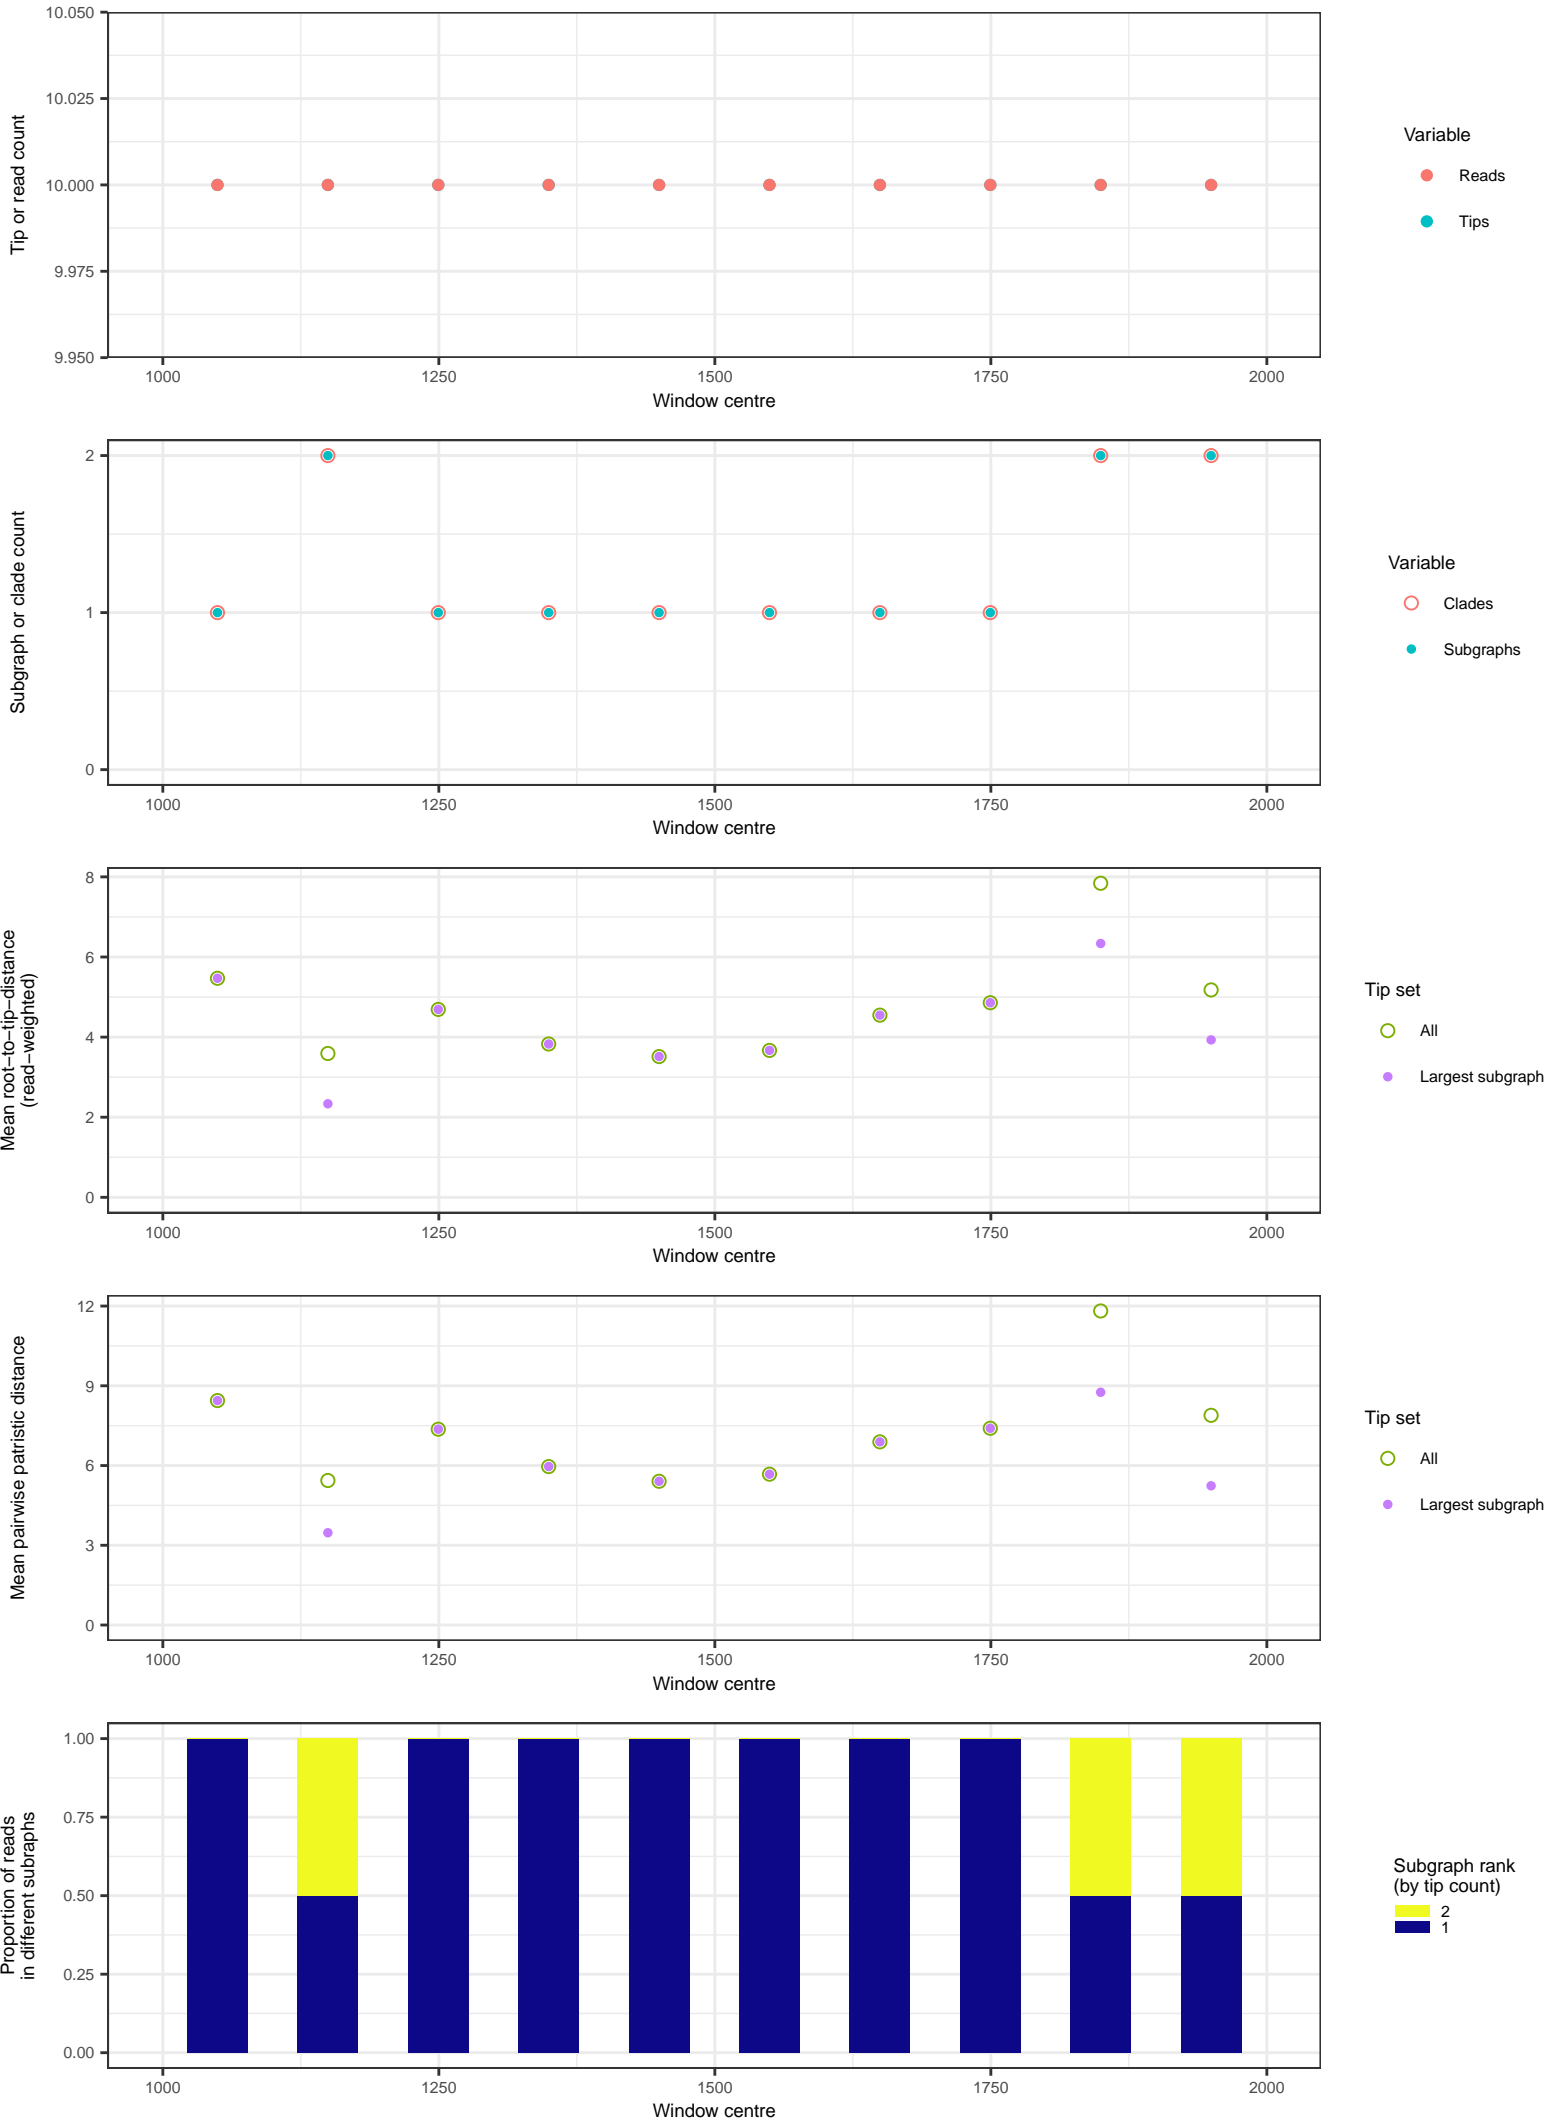 10.050
10.025
10.000
9.975
9.950
Tip or read count
1000 1250 1500 1750 2000
Window centre
Variable
Reads
Tips
2
1
0
Subgraph or clade count
1000 1250 1500 1750 2000
Window centre
Variable
Clades
Subgraphs
8
6
4
2
0
Mean root−to−tip−distance
(read−weighted)
1000 1250 1500 1750 2000
Window centre
Tip set
All
Largest subgraph
12
9
6
3
0
Mean pairwise patristic distance
1000 1250 1500 1750 2000
Window centre
Tip set
All
Largest subgraph
1.00
0.75
0.50
0.25
0.00
Proportion of reads
in different subraphs
1000 1250 1500 1750 2000
Window centre
Subgraph rank
(by tip count)
2
1